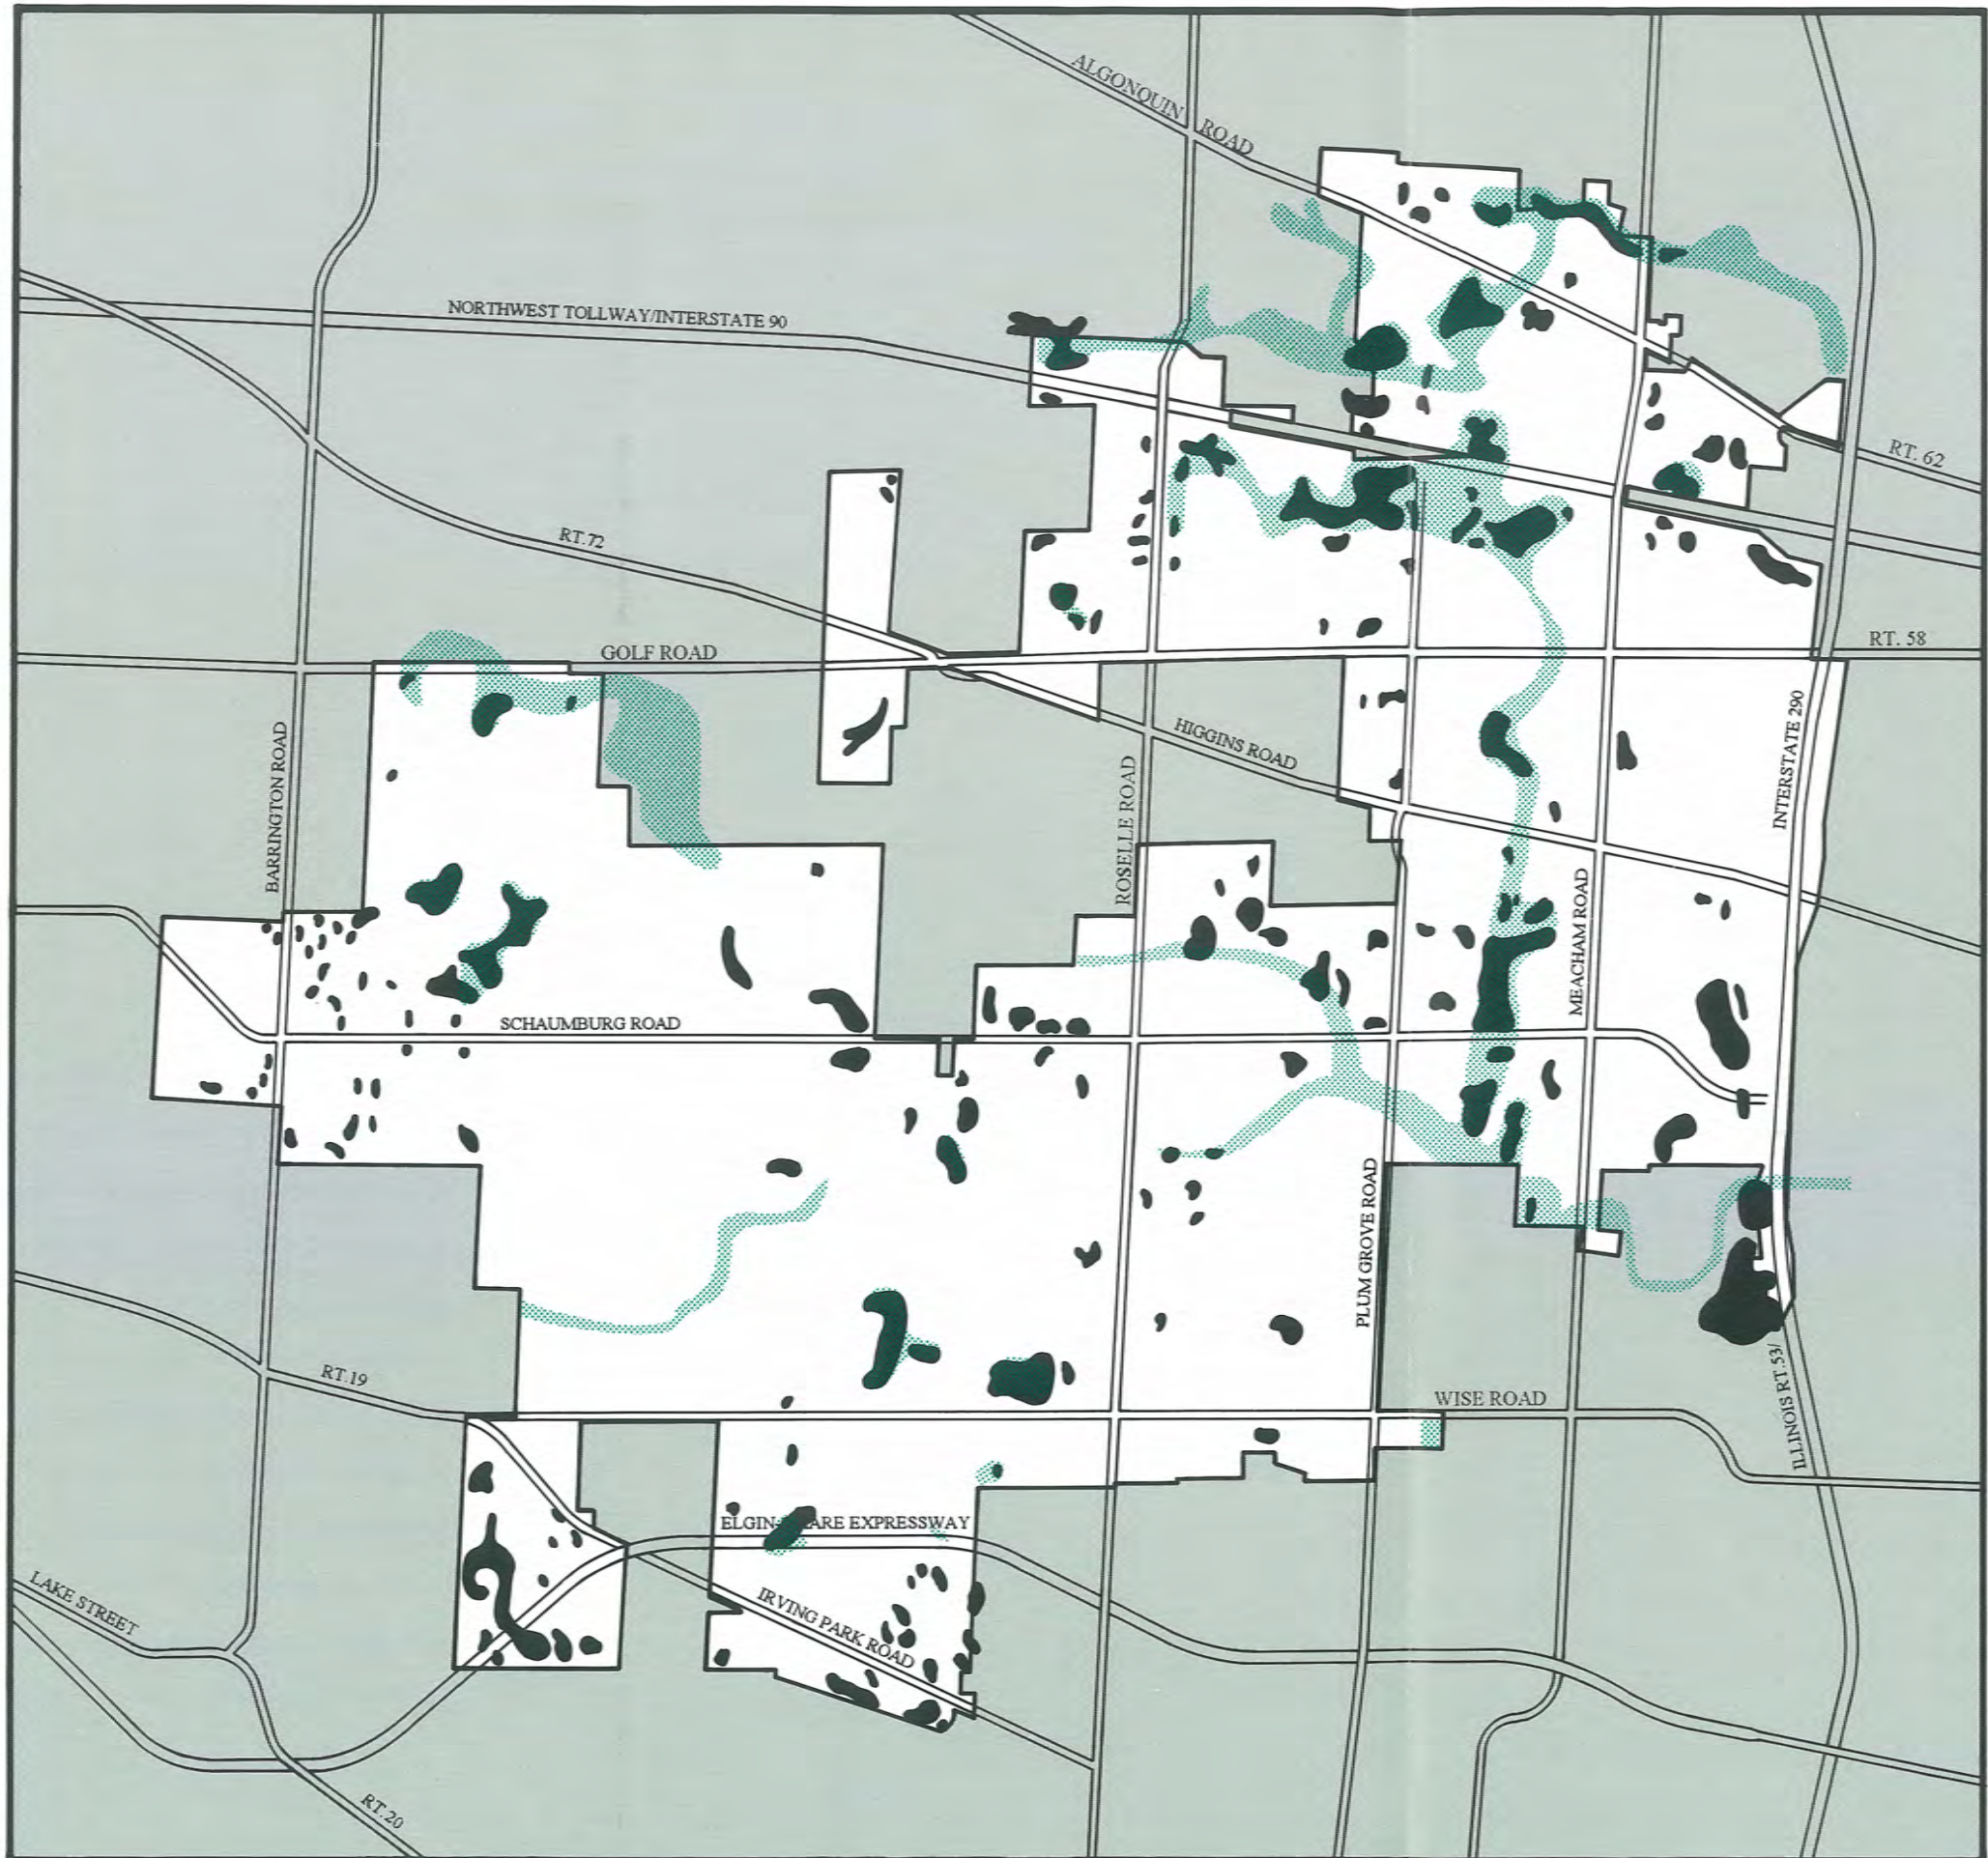 ALGONQUIN ROAD
NORTHWEST TOLLWAY/INTERSTATE 90
RT. 62
RT.72
GOLF ROAD
RT. 58
HIGGINS ROAD
INTERSTATE 290
BARRINGTON ROAD
ROSELLE ROAD
MEACHAM ROAD
SCHAUMBURG ROAD
PLUM GROVE ROAD
RT.19
WISE ROAD
ILLINOIS RT.53/
EXPRESSWAY
IRVING PARK ROAD
LAKE STREET
RT.20